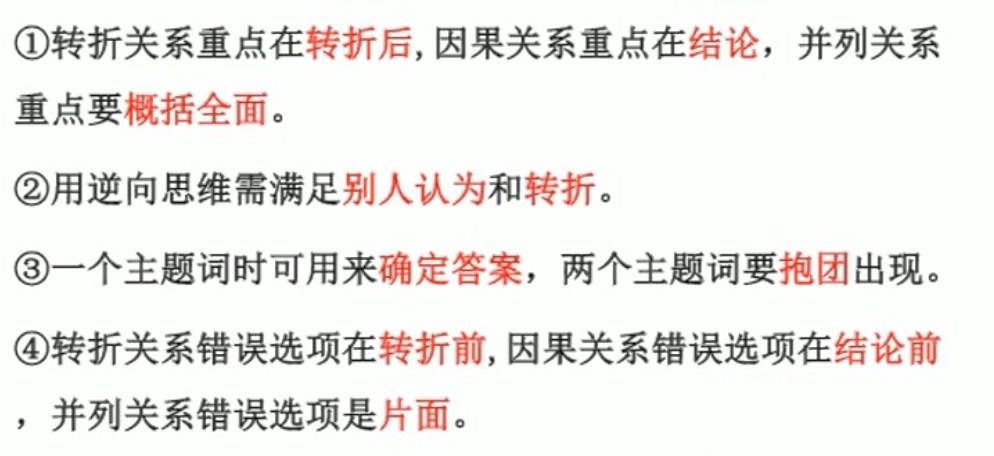 ①转折关系重点在转折后,因果关系重点在结论，并列关系
重点要概括全面。
②用逆向思维需满足别人认为和转折。
③一个主题词时可用来确定答案，两个主题词要抱团出现。
④转折关系错误选项在转折前,因果关系错误选项在结论前
，并列关系错误选项是片面。